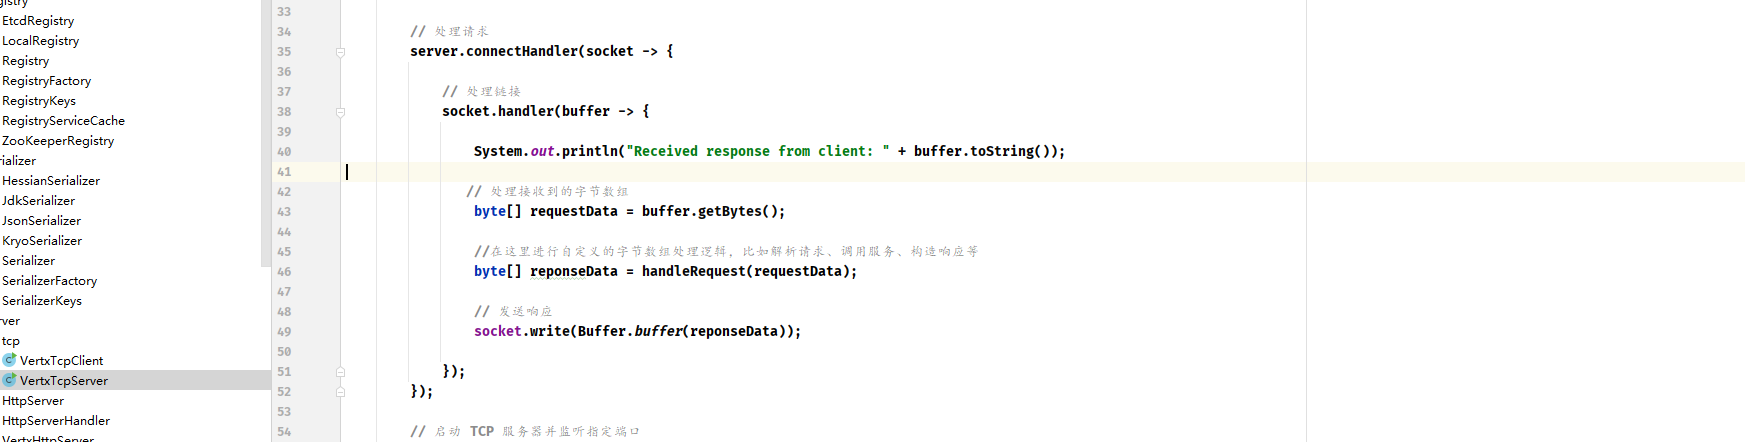 gistry
EtcdRegistry
LocalRegistry
Registry
RegistryFactory
RegistryKeys
RegistryServiceCache
ZooKeeperRegistry
rializer
HessianSerializer
JdkSerializer
JsonSerializer
KryoSerializer
Serializer
SerializerFactory
SerializerKeys
rver
tcp
VertxTcpClient
VertxTcpServer
HttpServer
HttpServerHandler
VertxHttpServer
33
34 // 处理请求
35 server.connectHandler(socket -> {
36
37 // 处理链接
38 socket.handler(buffer -> {
39
40 System.out.println("Received response from client: " + buffer.toString());
41
42 // 处理接收到的字节数组
43 byte[] requestData = buffer.getBytes();
44
45 //在这里进行自定义的字节数组处理逻辑，比如解析请求、调用服务、构造响应等
46 byte[] reponseData = handleRequest(requestData);
47
48 // 发送响应
49 socket.write(Buffer.buffer(reponseData));
50
51 });
52 });
53
54 // 启动 TCP 服务器并监听指定端口